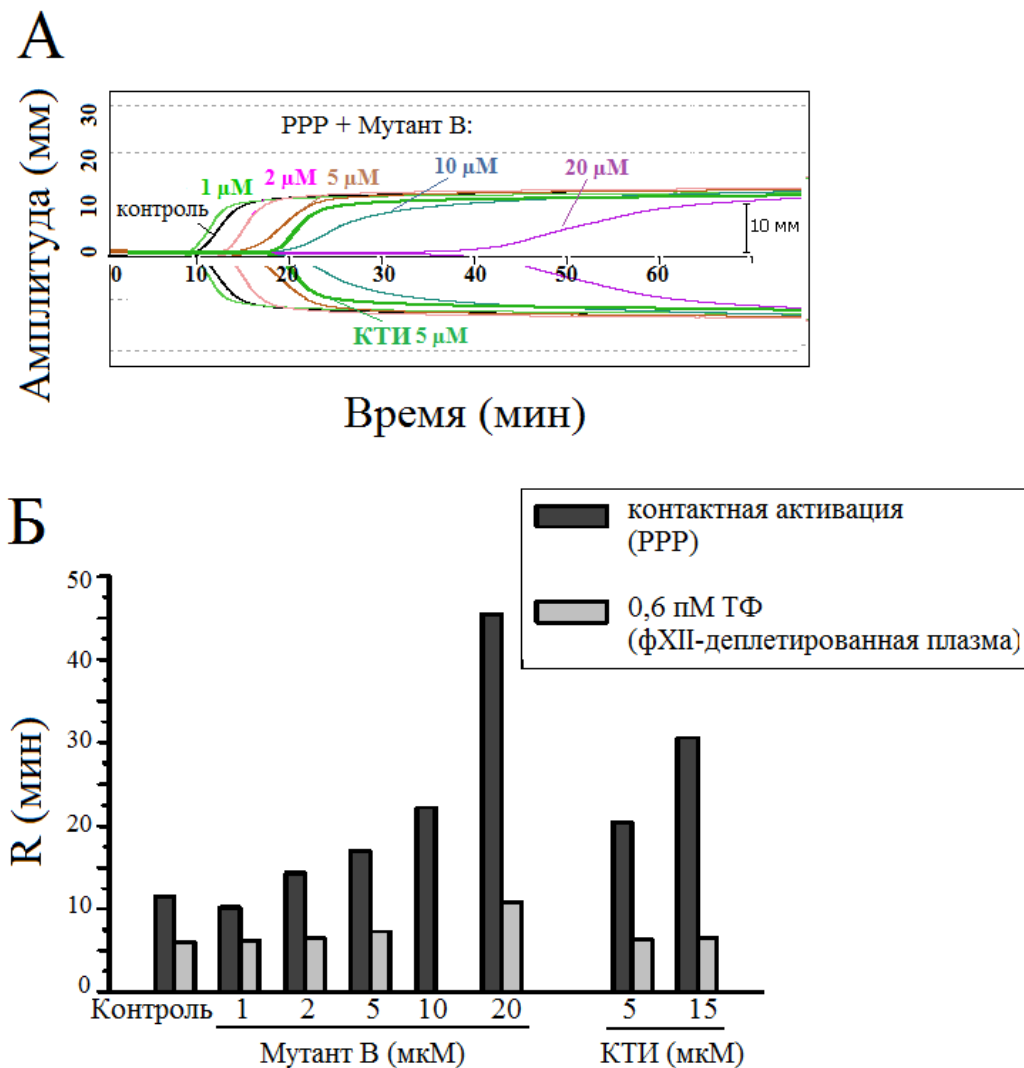 А
Амплитуда (мм)
30
20
10
0
PPP + Мутант B:
1 µM
2 µM
5 µM
10 µM
20 µM
контроль
10 мм
0 10 20 30 40 50 60
КТИ 5 µM
Время (мин)
Б
контактная активация
(PPP)
0,6 пМ ТФ
(фXII-деплетированная плазма)
R (мин)
50
40
30
20
10
0
Контроль 1 2 5 10 20 5 15
Мутант B (мкМ) КТИ (мкМ)